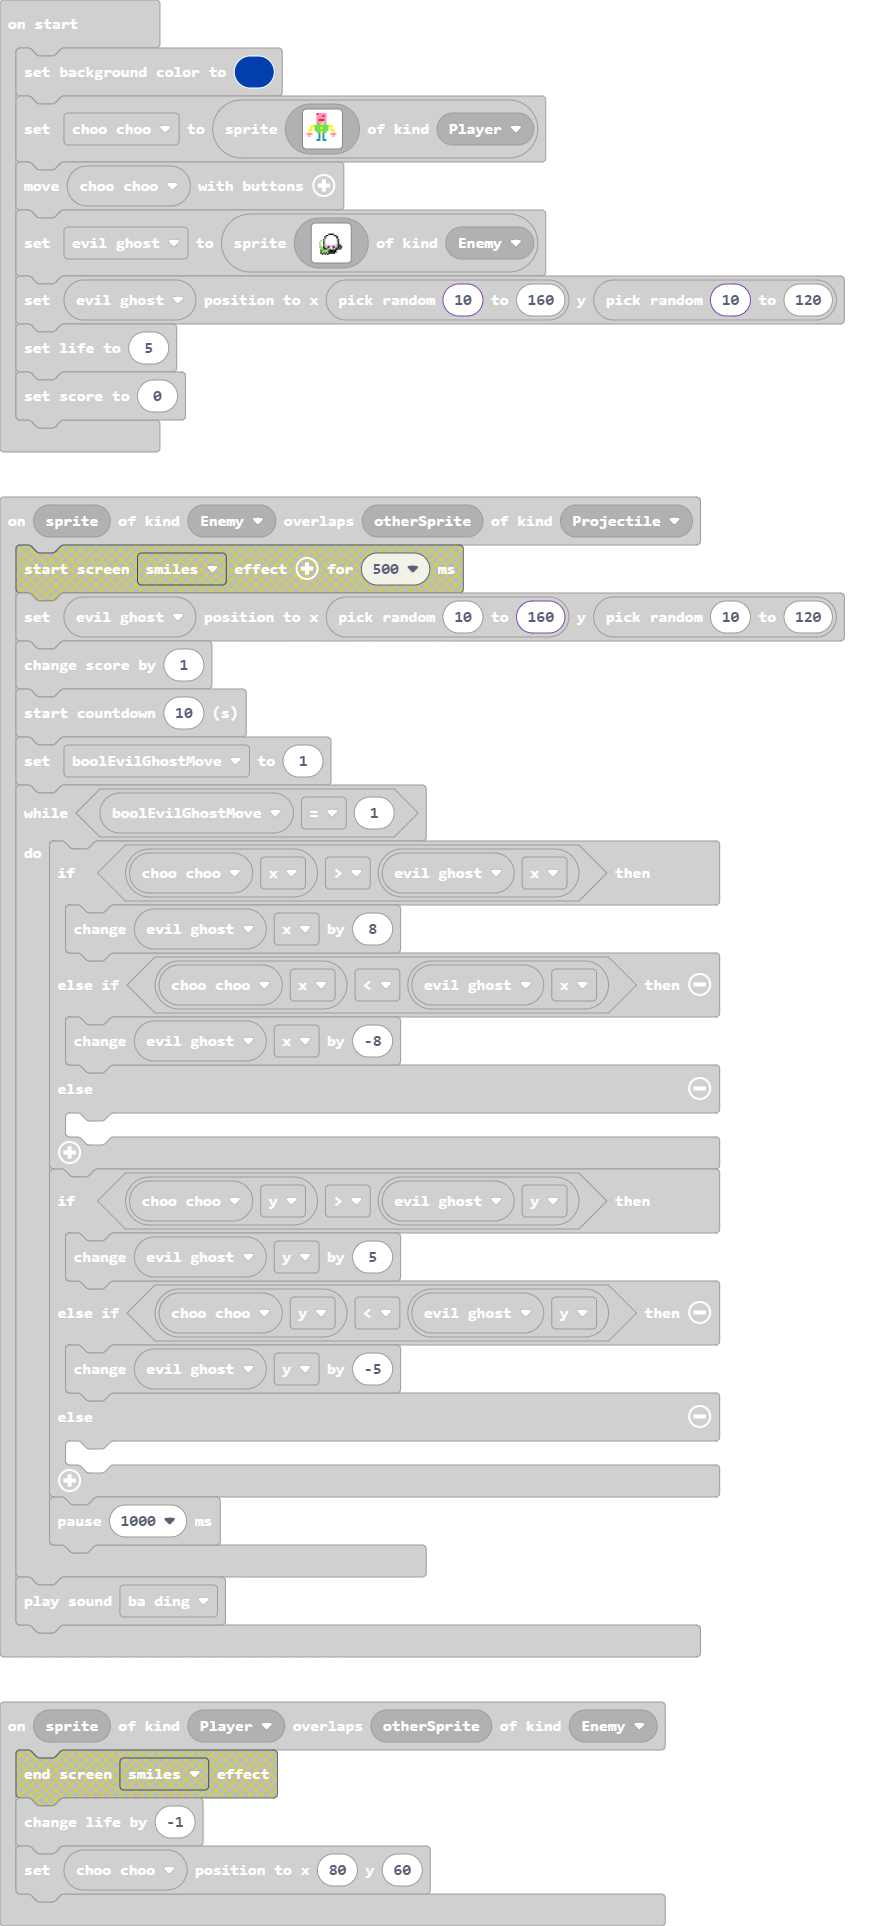 on start
set background color to
set choo choo to sprite of kind Player
move choo choo with buttons
set evil ghost to sprite of kind Enemy
set evil ghost position to x pick random 10 to 160 y pick random 10 to 120
set life to 5
set score to 0
on sprite of kind Enemy overlaps otherSprite of kind Projectile
start screen smiles effect for 500 ms
set evil ghost position to x pick random 10 to 160 y pick random 10 to 120
change score by 1
start countdown 10 (s)
set boolEvilGhostMove to 1
while boolEvilGhostMove = 1
do
if choo choo x > evil ghost x then
change evil ghost x by 8
else if choo choo x < evil ghost x then
change evil ghost x by -8
else
if choo choo y > evil ghost y then
change evil ghost y by 5
else if choo choo y < evil ghost y then
change evil ghost y by -5
else
pause 1000 ms
play sound ba ding
on sprite of kind Player overlaps otherSprite of kind Enemy
end screen smiles effect
change life by -1
set choo choo position to x 80 y 60